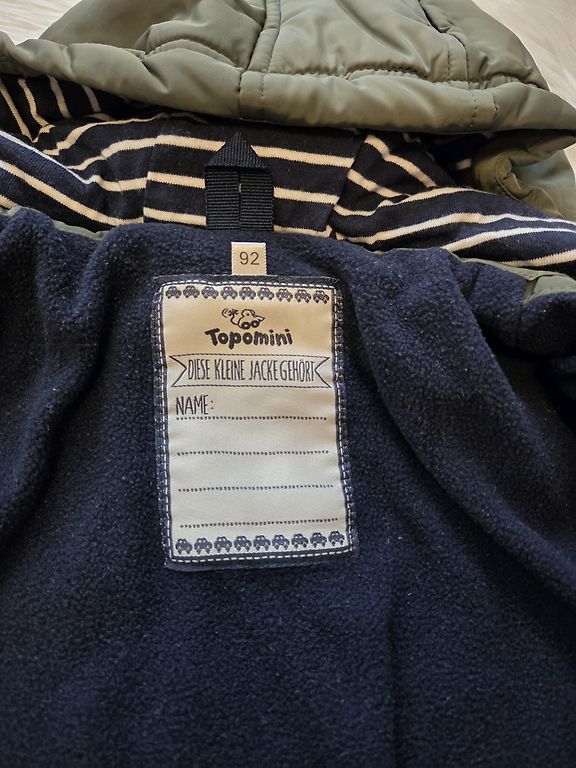 92
Topomini
DIESE KLEINE JACKE GEHÖRT
NAME: